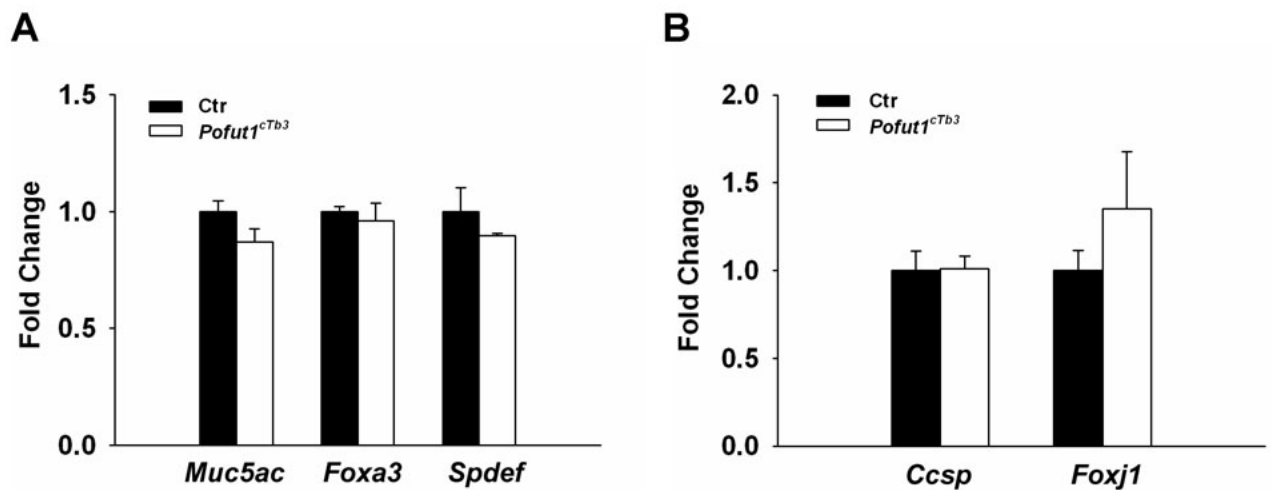 A
Fold Change
1.5
1.0
0.5
0.0
Ctr
Pofut1cTb3
Muc5ac Foxa3 Spdef
B
Fold Change
2.0
1.5
1.0
0.5
0.0
Ctr
Pofut1cTb3
Ccsp Foxj1